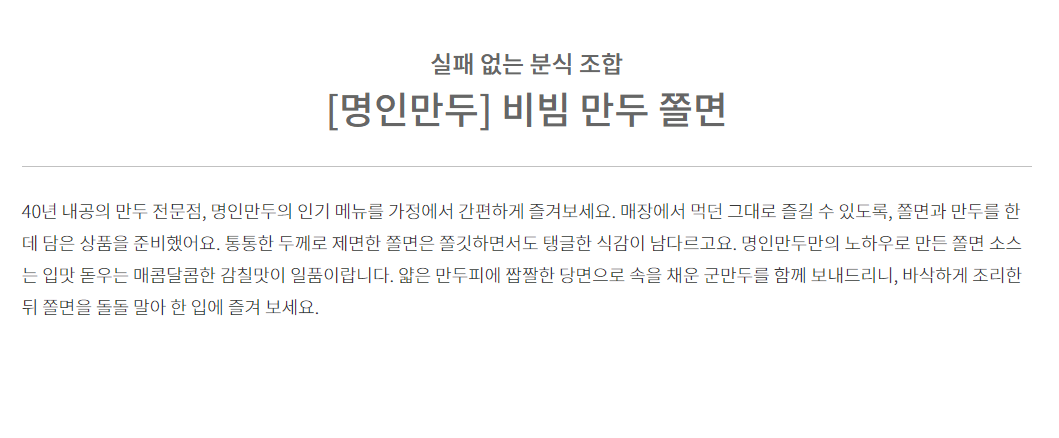 실패 없는 분식 조합
[명인만두] 비빔 만두 쫄면
40년 내공의 만두 전문점, 명인만두의 인기 메뉴를 가정에서 간편하게 즐겨보세요. 매장에서 먹던 그대로 즐길 수 있도록, 쫄면과 만두를 한
데 담은 상품을 준비했어요. 통통한 두께로 제면한 쫄면은 쫄깃하면서도 탱글한 식감이 남다르고요. 명인만두만의 노하우로 만든 쫄면 소스
는 입맛 돋우는 매콤달콤한 감칠맛이 일품이랍니다. 얇은 만두피에 짭짤한 당면으로 속을 채운 군만두를 함께 보내드리니, 바삭하게 조리한
뒤 쫄면을 돌돌 말아 한 입에 즐겨 보세요.